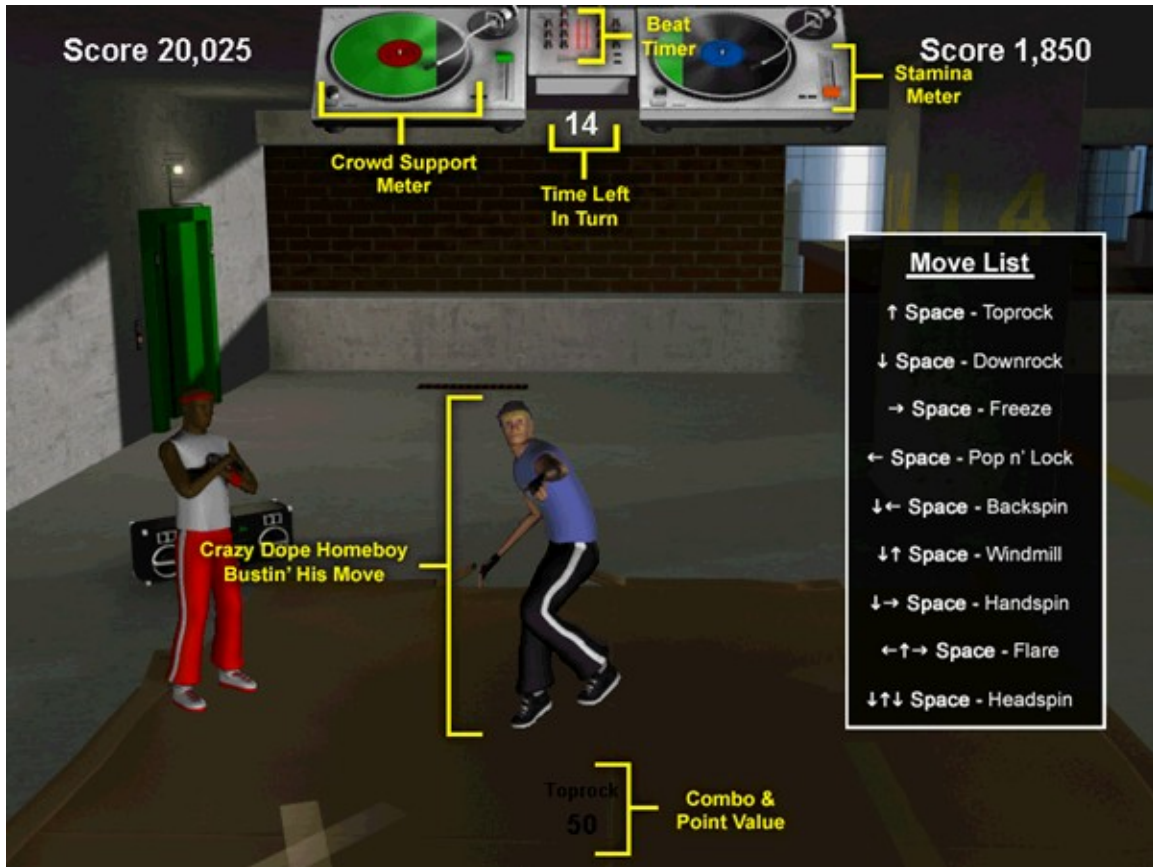 Score 20,025
Beat
Timer
Score 1,850
Stamina
Meter
14
Crowd Support
Meter
Time Left
In Turn
Move List
↑ Space - Toprock
↓ Space - Downrock
→ Space - Freeze
← Space - Pop n' Lock
↓← Space - Backspin
↓↑ Space - Windmill
↓→ Space - Handspin
←↑→ Space - Flare
↓↑↓ Space - Headspin
Crazy Dope Homeboy
Bustin' His Move
Toprock
50
Combo &
Point Value